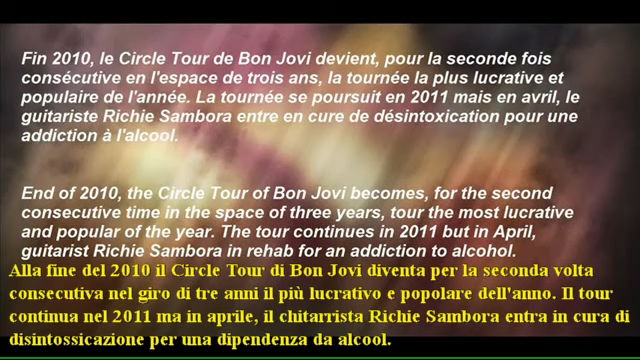 Fin 2010, le Circle Tour de Bon Jovi devient, pour la seconde fois
consécutive en l'espace de trois ans, la tournée la plus lucrative et
populaire de l'année. La tournée se poursuit en 2011 mais en avril, le
guitariste Richie Sambora entre en cure de désintoxication pour une
addiction à l'alcool.
End of 2010, the Circle Tour of Bon Jovi becomes, for the second
consecutive time in the space of three years, tour the most lucrative
and popular of the year. The tour continues in 2011 but in April,
guitarist Richie Sambora in rehab for an addiction to alcohol.
Alla fine del 2010 il Circle Tour di Bon Jovi diventa per la seconda volta
consecutiva nel giro di tre anni il più lucrativo e popolare dell'anno. Il tour
continua nel 2011 ma in aprile, il chitarrista Richie Sambora entra in cura di
disintossicazione per una dipendenza da alcool.